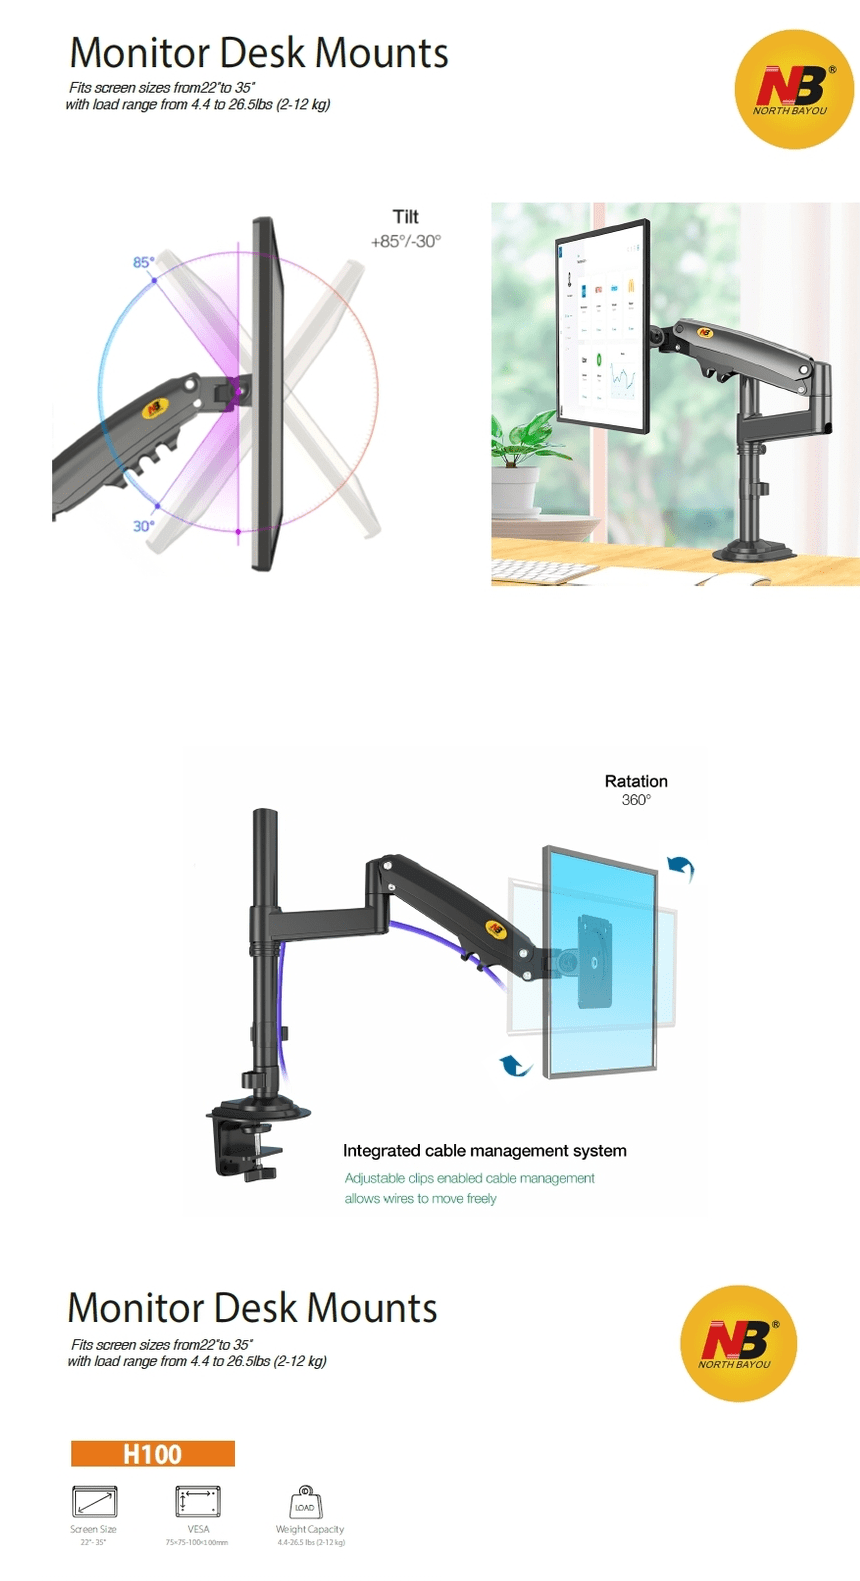 Monitor Desk Mounts
Fits screen sizes from22"to 35"
with load range from 4.4 to 26.5lbs (2-12 kg)
NB®
NORTH BAYOU
Tilt
+85°/-30°
85°
NB
30°
NB
Ratation
360°
NB
Integrated cable management system
Adjustable clips enabled cable management
allows wires to move freely
Monitor Desk Mounts
Fits screen sizes from22"to 35"
with load range from 4.4 to 26.5lbs (2-12 kg)
NB®
NORTH BAYOU
H100
LOAD
Screen Size
VESA
Weight Capacity
22"-35"
75×75-100×100mm
4.4-26.5 lbs (2-12 kg)